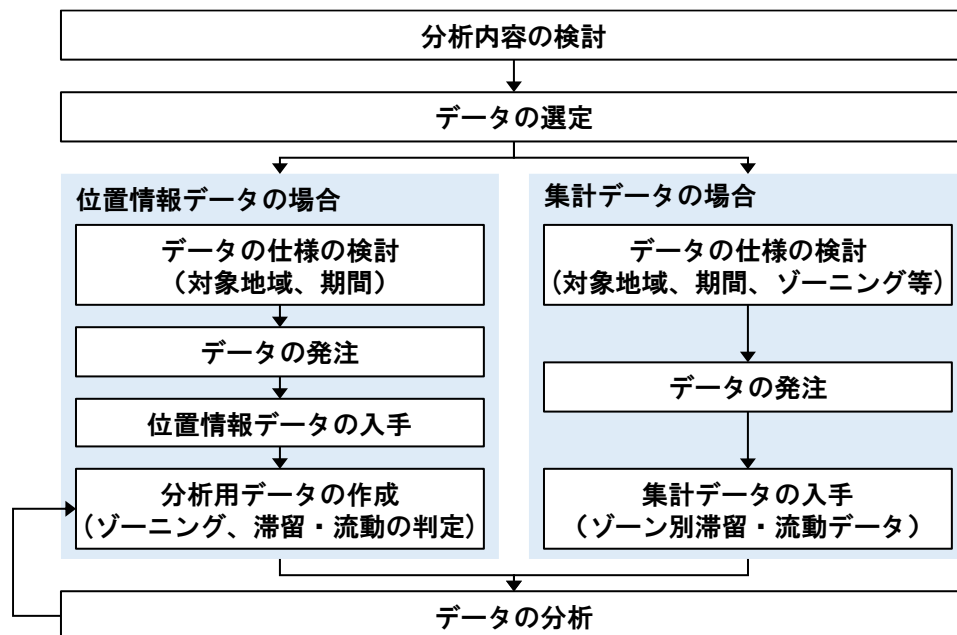 分析内容の検討
データの選定
位置情報データの場合
データの仕様の検討
（対象地域、期間）
データの発注
位置情報データの入手
分析用データの作成
（ゾーニング、滞留・流動の判定）
集計データの場合
データの仕様の検討
（対象地域、期間、ゾーニング等）
データの発注
集計データの入手
（ゾーン別滞留・流動データ）
データの分析